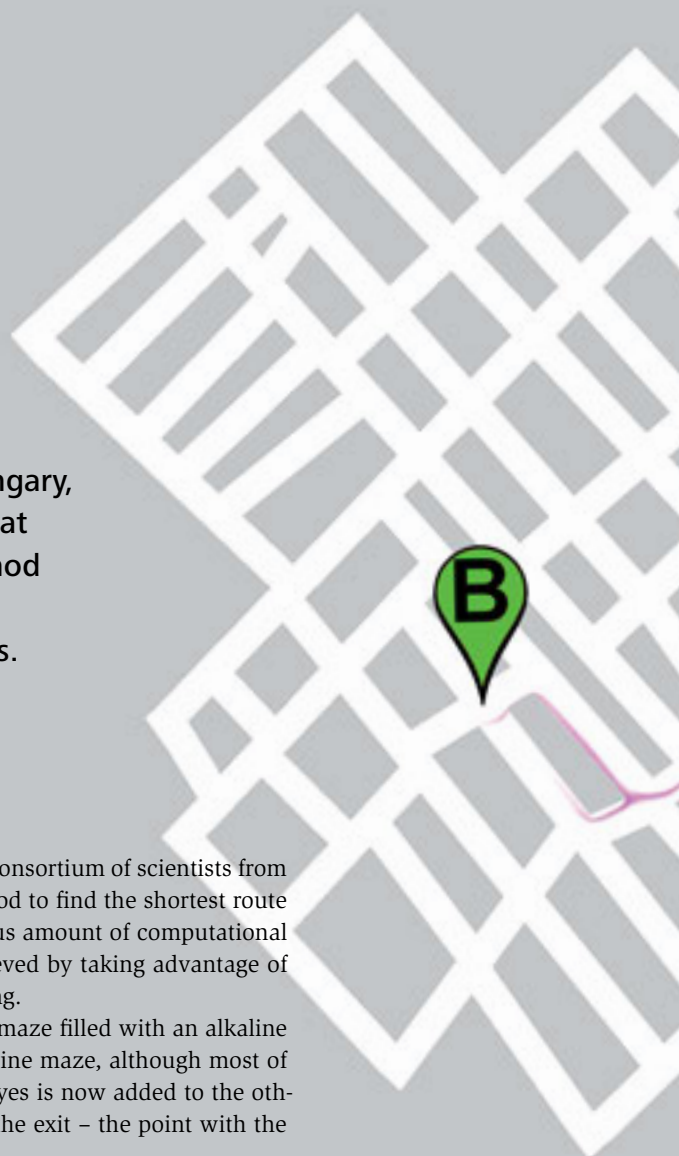 ngary,
at
nod
s.
B
onsortium of scientists from
od to find the shortest route
us amount of computational
eved by taking advantage of
ng.
maze filled with an alkaline
ine maze, although most of
yes is now added to the oth-
he exit – the point with the